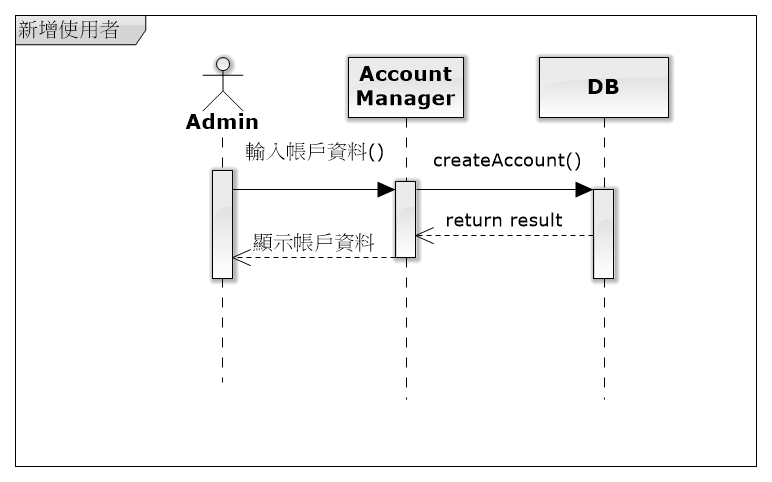 新增使用者
Account
Manager
DB
Admin
輸入帳戶資料()
createAccount()
return result
顯示帳戶資料